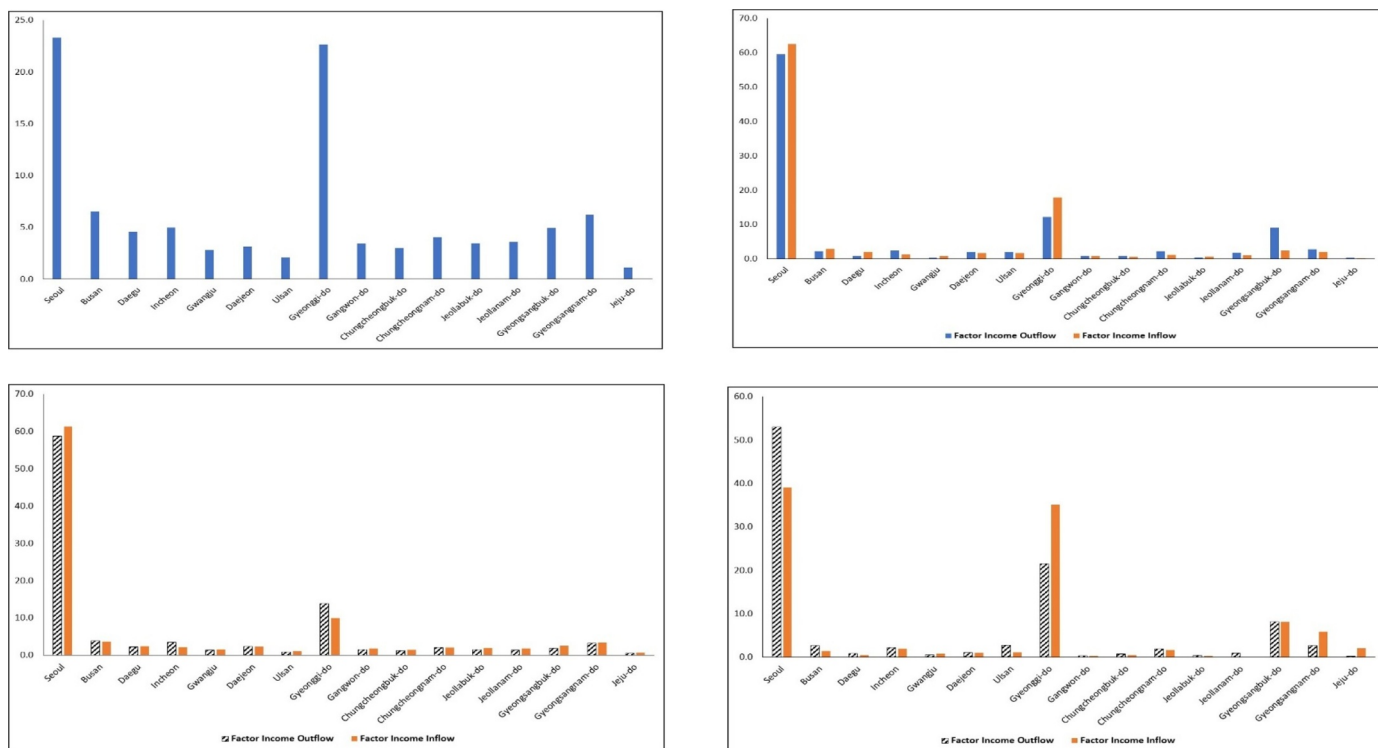 25.0
20.0
15.0
10.0
5.0
0.0
Seoul
Busan
Daegu
Incheon
Gwangju
Daejeon
Ulsan
Gyeonggi-do
Gangwon-do
Chungcheongbuk-do
Chungcheongnam-do
Jeollabuk-do
Jeollanam-do
Gyeongsangbuk-do
Gyeongsangnam-do
Jeju-do
70.0
60.0
50.0
40.0
30.0
20.0
10.0
0.0
Seoul
Busan
Daegu
Incheon
Gwangju
Daejeon
Ulsan
Gyeonggi-do
Gangwon-do
Chungcheongbuk-do
Chungcheongnam-do
Jeollabuk-do
Jeollanam-do
Gyeongsangbuk-do
Gyeongsangnam-do
Jeju-do
Factor Income Outflow Factor Income Inflow
70.0
60.0
50.0
40.0
30.0
20.0
10.0
0.0
Seoul
Busan
Daegu
Incheon
Gwangju
Daejeon
Ulsan
Gyeonggi-do
Gangwon-do
Chungcheongbuk-do
Chungcheongnam-do
Jeollabuk-do
Jeollanam-do
Gyeongsangbuk-do
Gyeongsangnam-do
Jeju-do
Factor Income Outflow Factor Income Inflow
60.0
50.0
40.0
30.0
20.0
10.0
0.0
Seoul
Busan
Daegu
Incheon
Gwangju
Daejeon
Ulsan
Gyeonggi-do
Gangwon-do
Chungcheongbuk-do
Chungcheongnam-do
Jeollabuk-do
Jeollanam-do
Gyeongsangbuk-do
Gyeongsangnam-do
Jeju-do
Factor Income Outflow Factor Income Inflow